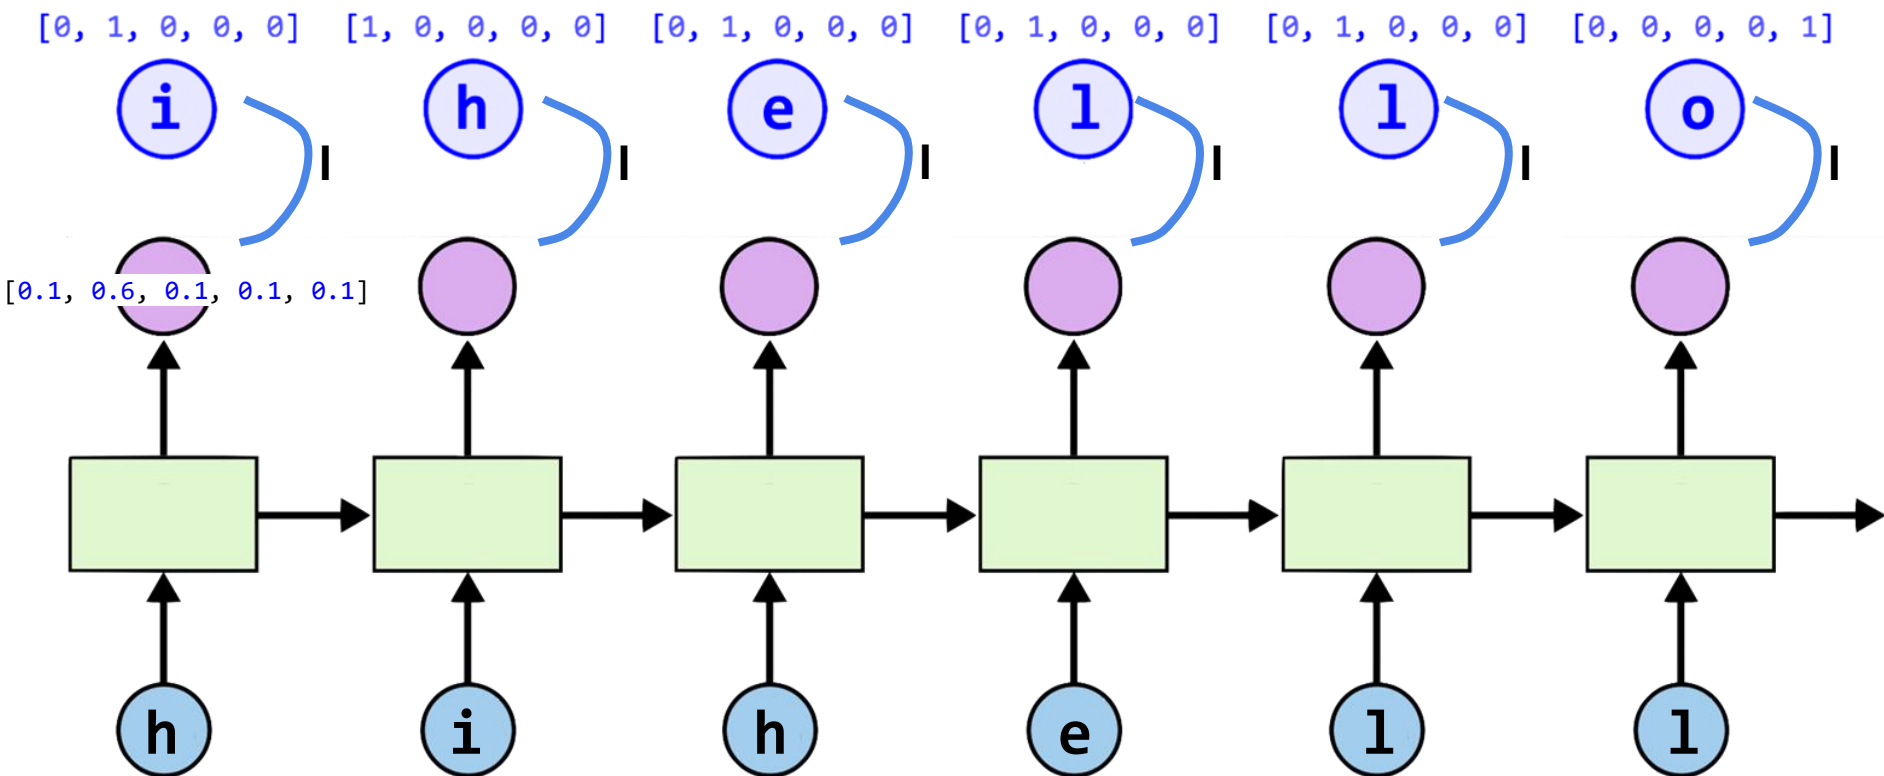 [0, 1, 0, 0, 0] [1, 0, 0, 0, 0] [0, 1, 0, 0, 0] [0, 1, 0, 0, 0] [0, 1, 0, 0, 0] [0, 0, 0, 0, 1]
i h e l l o
l l l l l l
[0.1, 0.6, 0.1, 0.1, 0.1]
h i h e l l